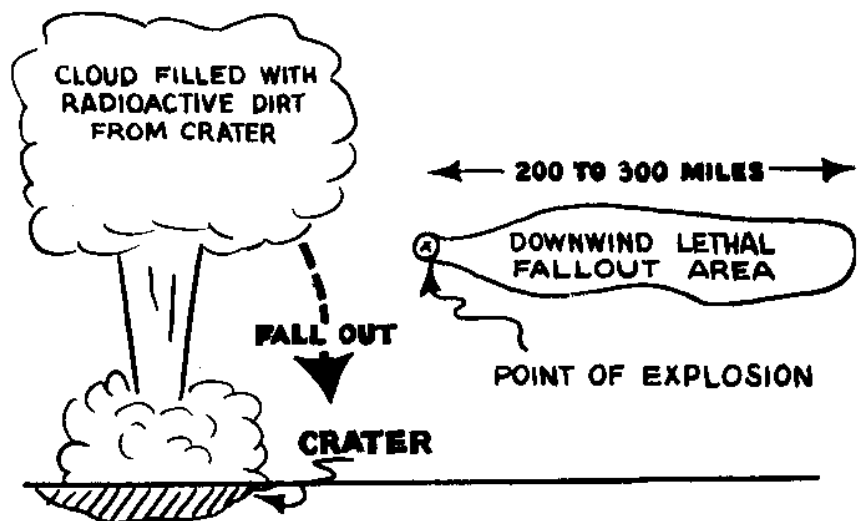 CLOUD FILLED WITH
RADIOACTIVE DIRT
FROM CRATER
200 TO 300 MILES
DOWNWIND LETHAL
FALLOUT AREA
X
FALL OUT
POINT OF EXPLOSION
CRATER